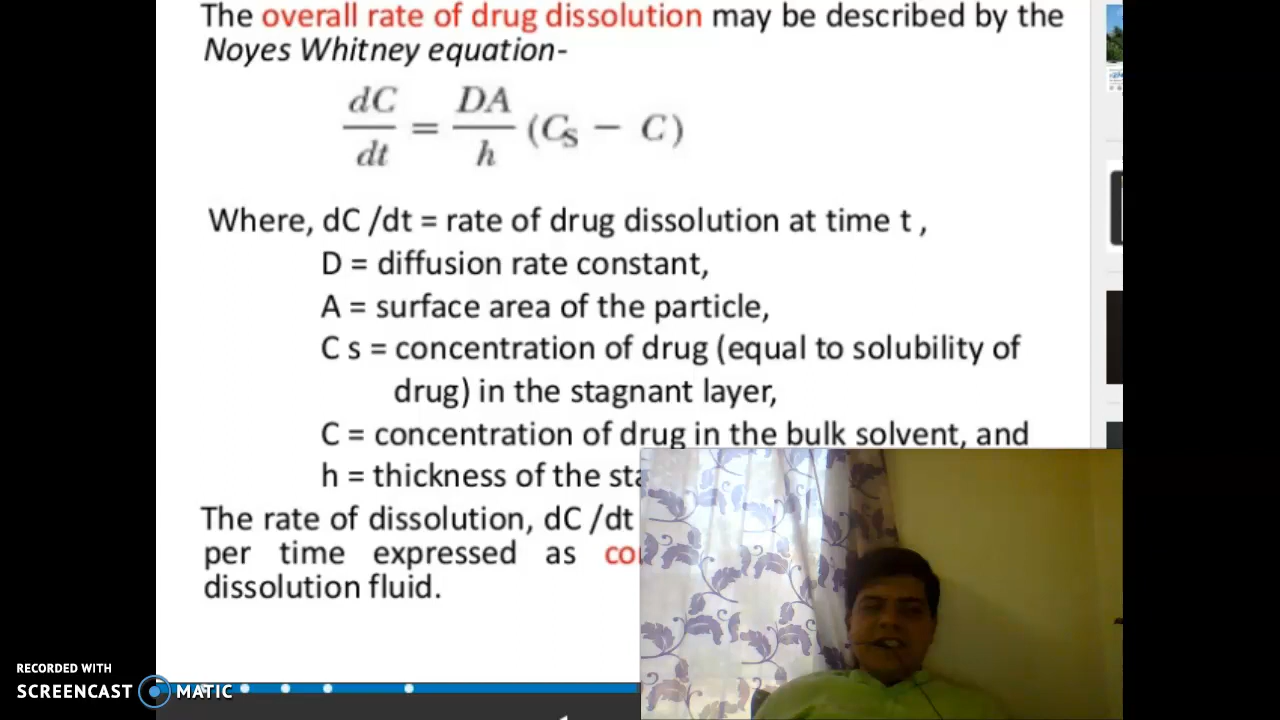 The overall rate of drug dissolution may be described by the
Noyes Whitney equation-
dC/dt = DA/h (Cs − C)
Where, dC /dt = rate of drug dissolution at time t ,
D = diffusion rate constant,
A = surface area of the particle,
C s = concentration of drug (equal to solubility of
drug) in the stagnant layer,
C = concentration of drug in the bulk solvent, and
h = thickness of the
The rate of dissolution, dC /dt
per time expressed as
dissolution fluid.
RECORDED WITH
SCREENCAST MATIC